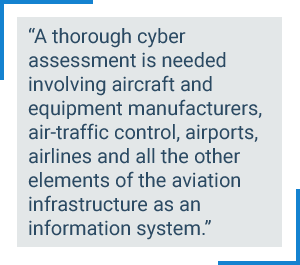 “A thorough cyber
assessment is needed
involving aircraft and
equipment manufacturers,
air-traffic control, airports,
airlines and all the other
elements of the aviation
infrastructure as an
information system.”